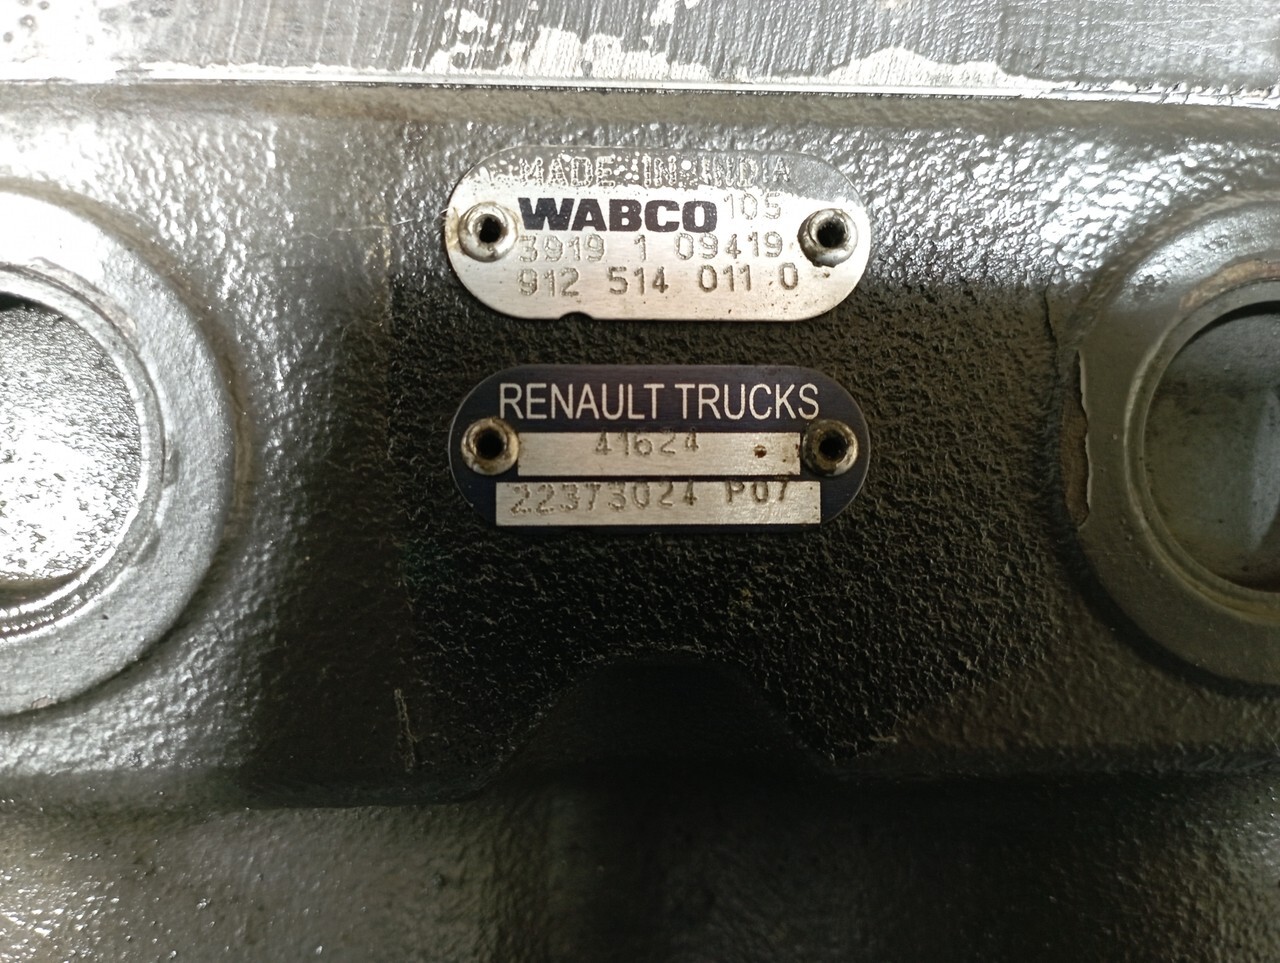 MADE IN INDIA
WABCO 105
3919 1 09419
912 514 011 0
RENAULT TRUCKS
41624
22373024 P07